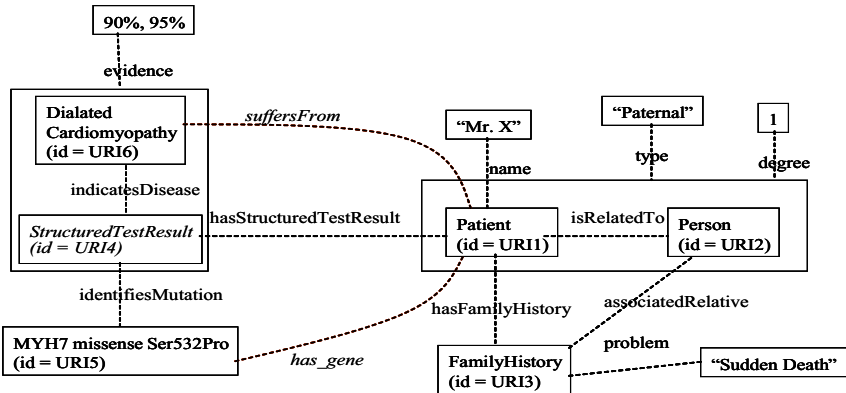 90%, 95%
evidence
Dialated
Cardiomyopathy
(id = URI6)
suffersFrom
“Mr. X”
“Paternal”
1
name
type
degree
indicatesDisease
StructuredTestResult
(id = URI4)
hasStructuredTestResult
Patient
(id = URI1)
isRelatedTo
Person
(id = URI2)
identifiesMutation
hasFamilyHistory
associatedRelative
MYH7 missense Ser532Pro
(id = URI5)
has_gene
FamilyHistory
(id = URI3)
problem
“Sudden Death”